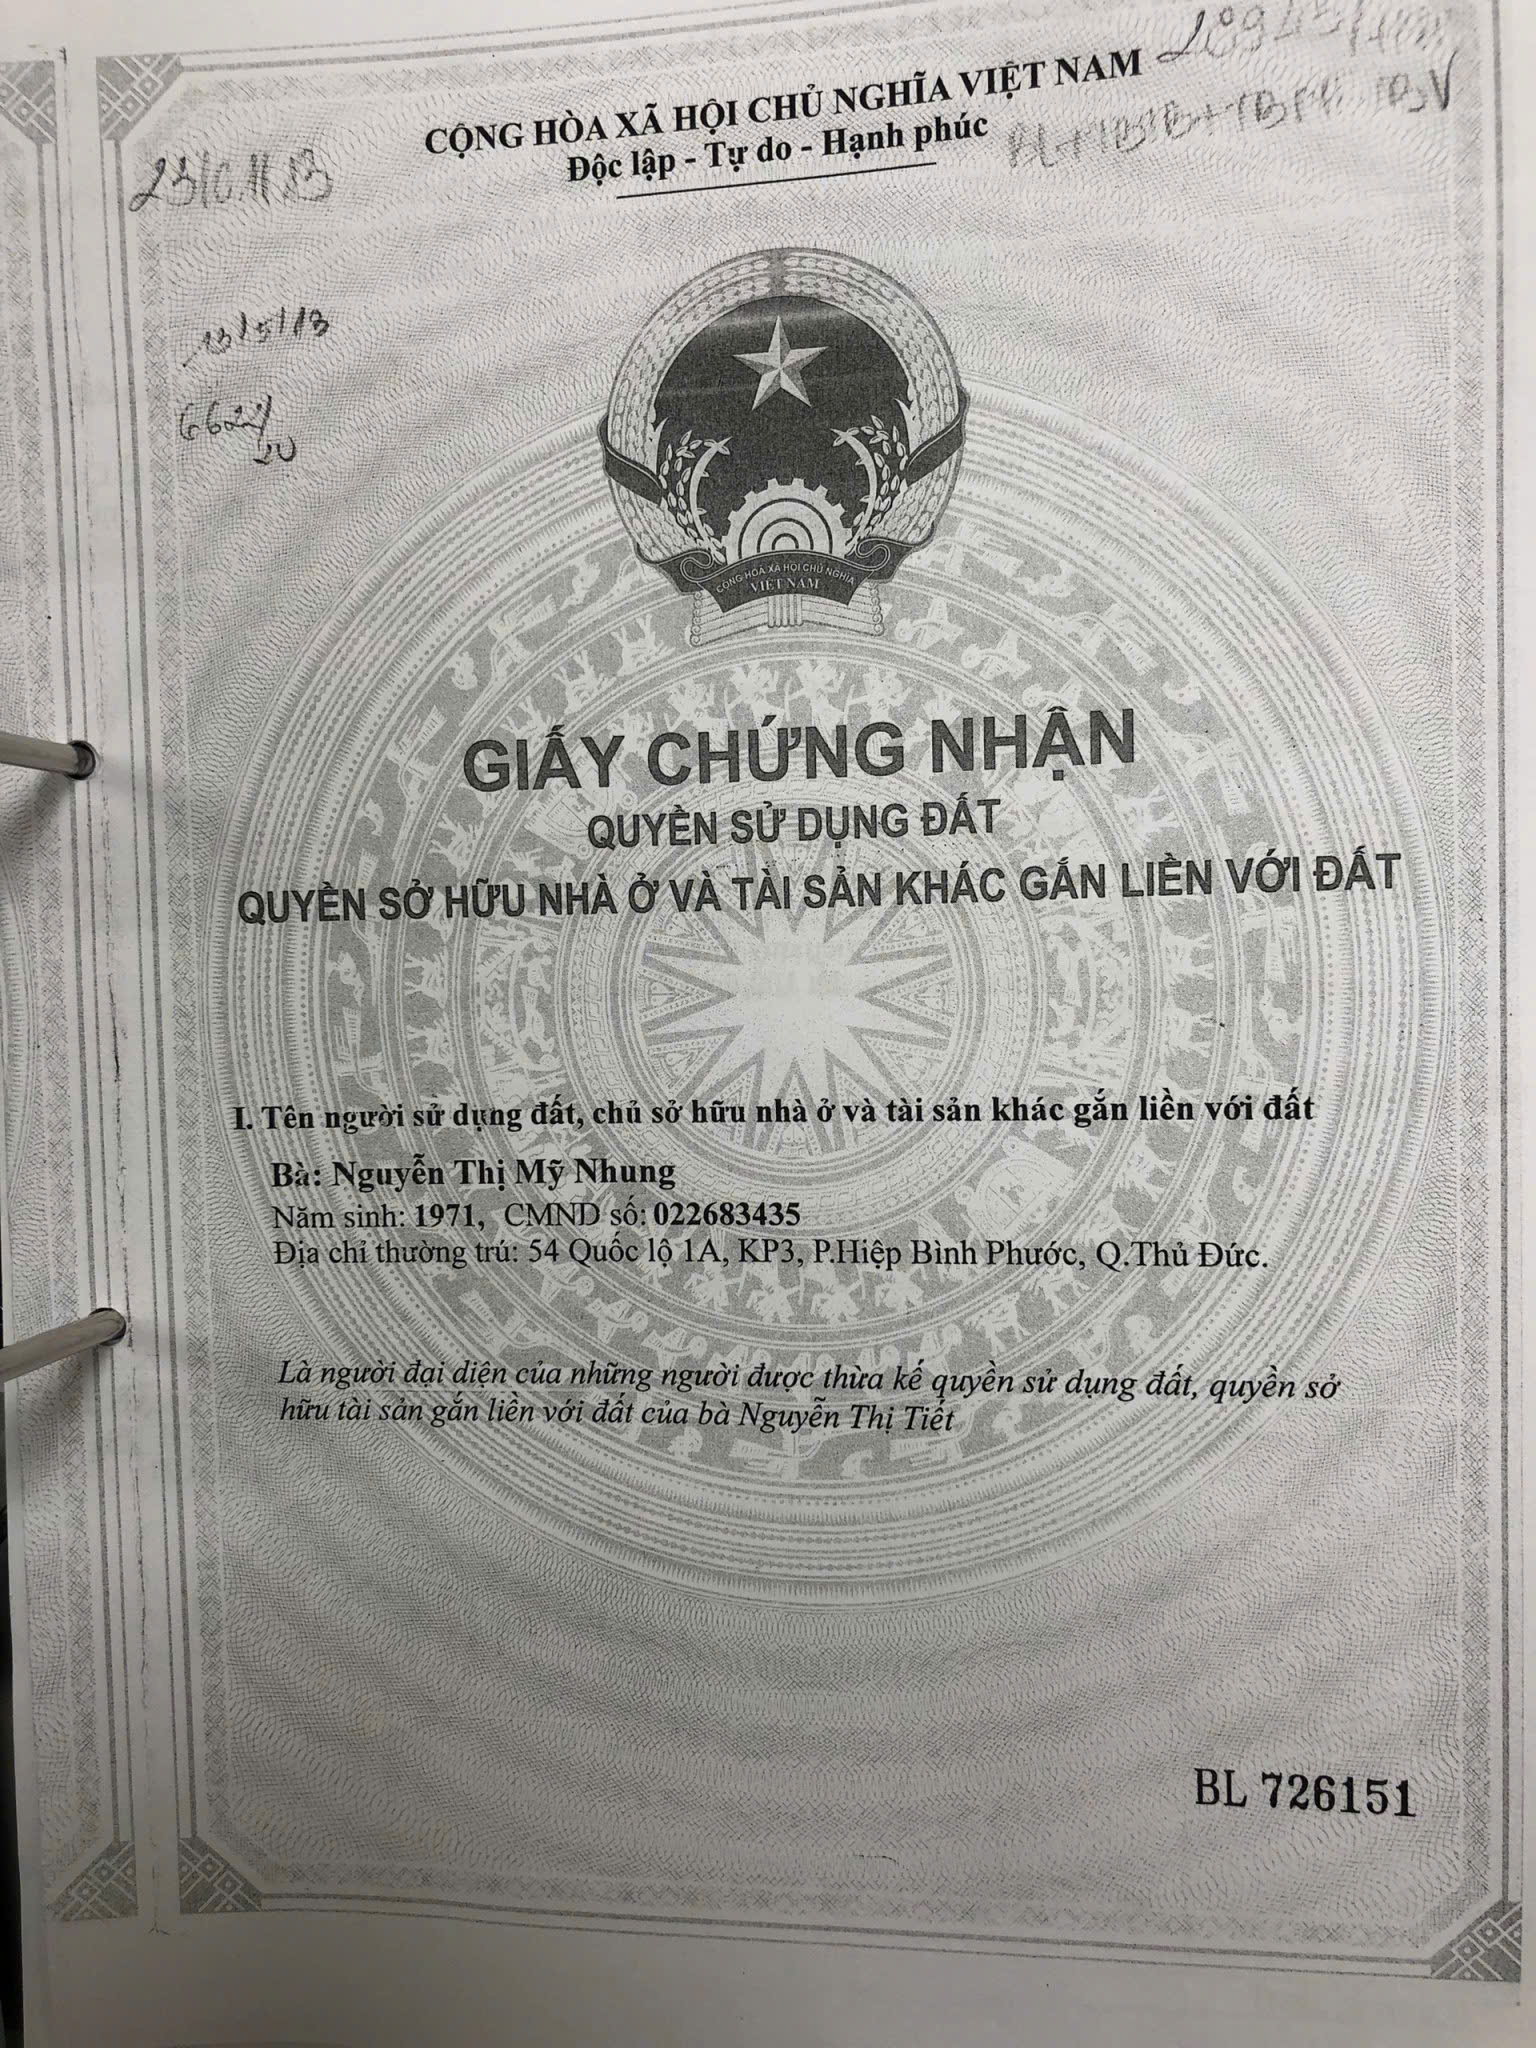 CỘNG HÒA XÃ HỘI CHỦ NGHĨA VIỆT NAM
Độc lập - Tự do - Hạnh phúc
13/5/13
CỘNG HÒA XÃ HỘI CHỦ NGHĨA
VIỆT NAM
GIẤY CHỨNG NHẬN
QUYỀN SỬ DỤNG ĐẤT
QUYỀN SỞ HỮU NHÀ Ở VÀ TÀI SẢN KHÁC GẮN LIỀN VỚI ĐẤT
I. Tên người sử dụng đất, chủ sở hữu nhà ở và tài sản khác gắn liền với đất
Bà: Nguyễn Thị Mỹ Nhung
Năm sinh: 1971, CMND số: 022683435
Địa chỉ thường trú: 54 Quốc lộ 1A, KP3, P.Hiệp Bình Phước, Q.Thủ Đức.
Là người đại diện của những người được thừa kế quyền sử dụng đất, quyền sở
hữu tài sản gắn liền với đất của bà Nguyễn Thị Tiết
BL 726151